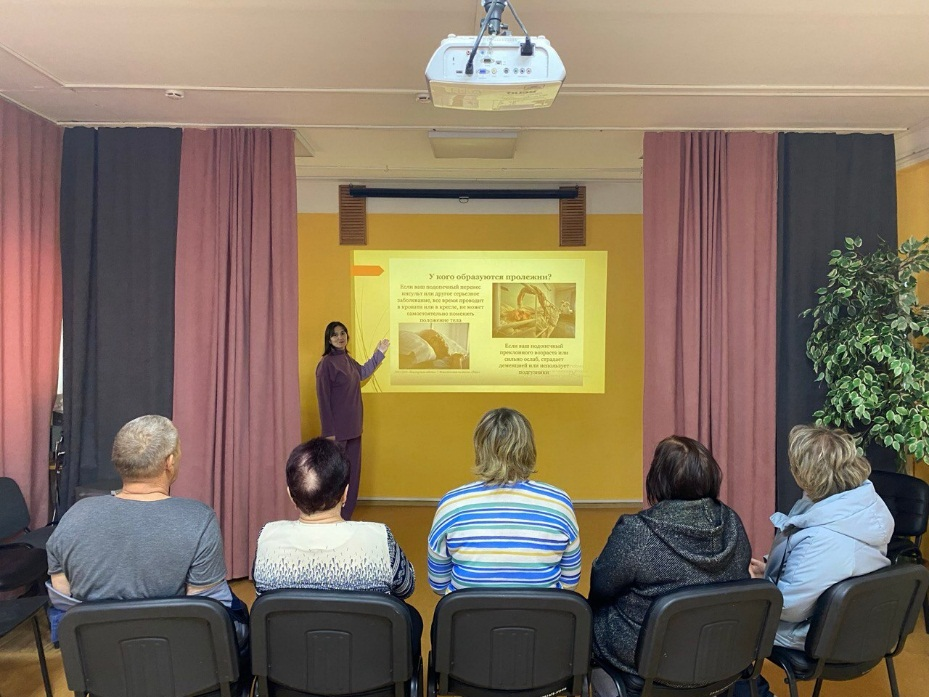 У кого образуются пролежни?
Если ваш подопечный перенес
инсульт или другое серьезное
заболевание, все время проводит
в кровати или в кресле, не может
самостоятельно изменить
положение тела
Если ваш подопечный
преклонного возраста или
сильно ослаб, страдает
деменцией или использует
подгузники